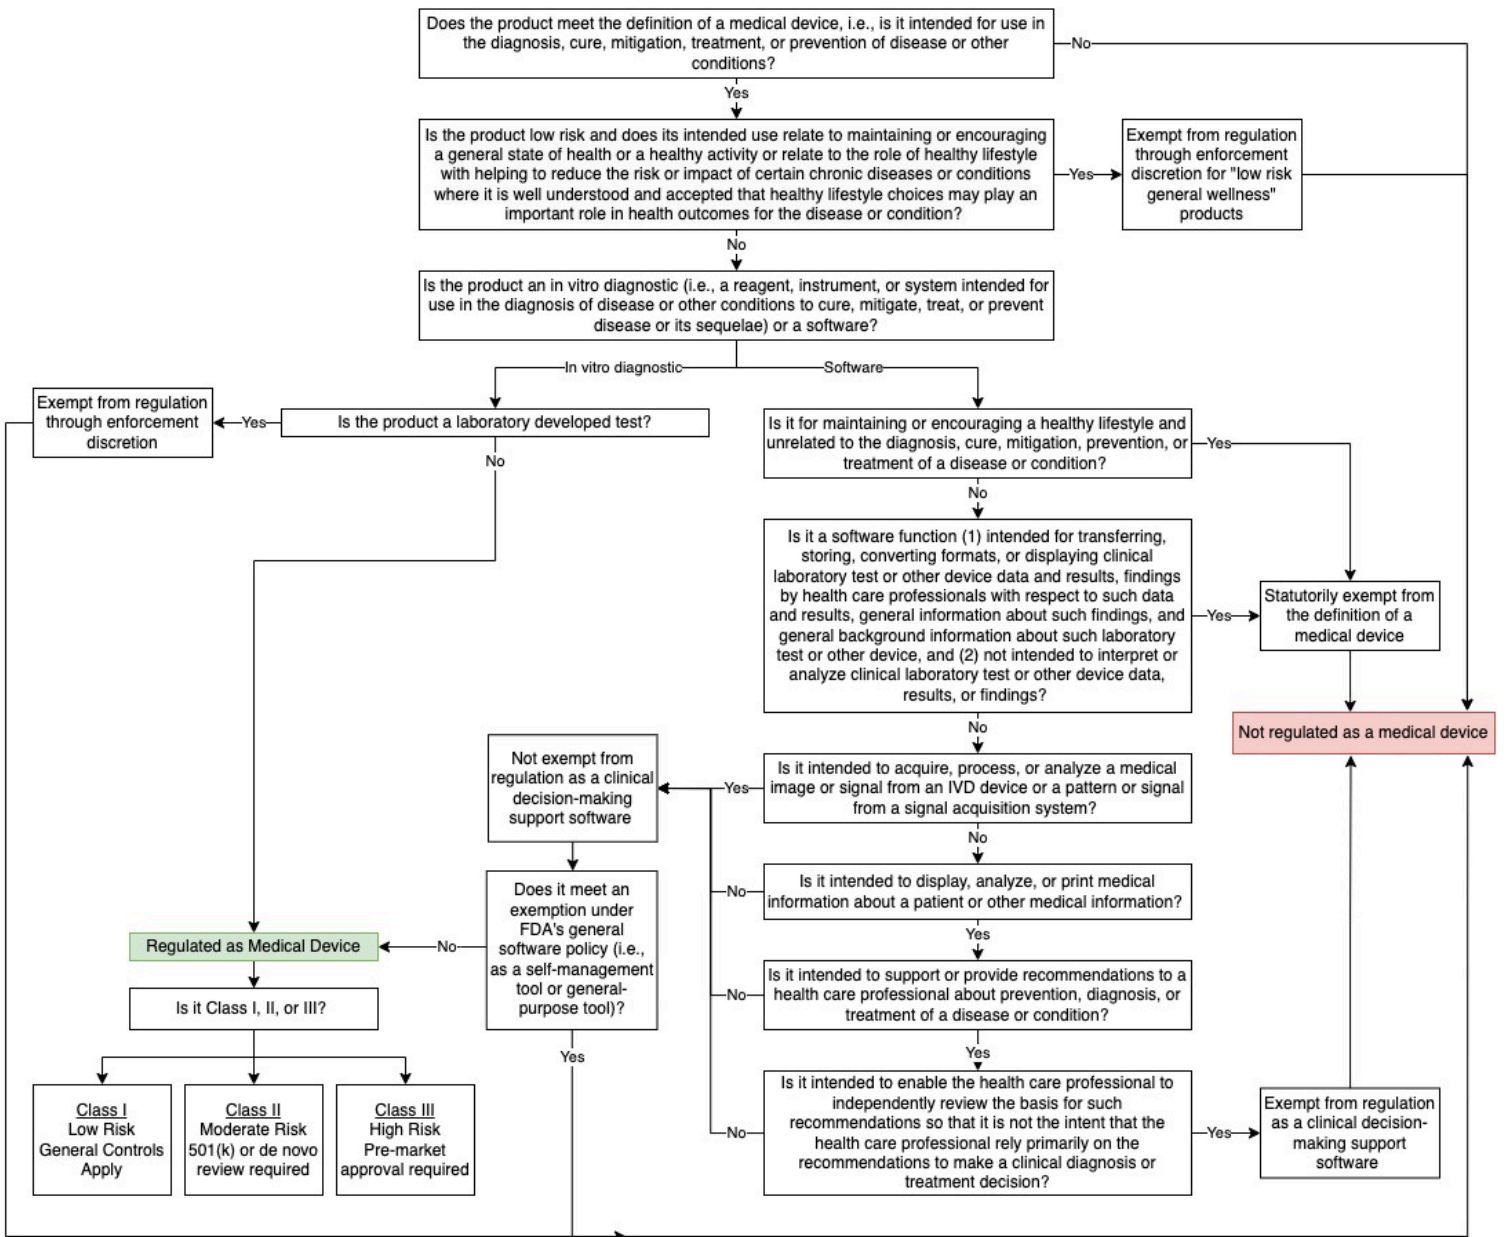 Does the product meet the definition of a medical device, i.e., is it intended for use in
the diagnosis, cure, mitigation, treatment, or prevention of disease or other
conditions?
No
Yes
Is the product low risk and does its intended use relate to maintaining or encouraging
a general state of health or a healthy activity or relate to the role of healthy lifestyle
with helping to reduce the risk or impact of certain chronic diseases or conditions
where it is well understood and accepted that healthy lifestyle choices may play an
important role in health outcomes for the disease or condition?
Yes
Exempt from regulation
through enforcement
discretion for "low risk
general wellness"
products
No
Is the product an in vitro diagnostic (i.e., a reagent, instrument, or system intended for
use in the diagnosis of disease or other conditions to cure, mitigate, treat, or prevent
disease or its sequelae) or a software?
In vitro diagnostic
Software
Exempt from regulation
through enforcement
discretion
Yes
Is the product a laboratory developed test?
No
Is it for maintaining or encouraging a healthy lifestyle and
unrelated to the diagnosis, cure, mitigation, prevention, or
treatment of a disease or condition?
Yes
No
Is it a software function (1) intended for transferring,
storing, converting formats, or displaying clinical
laboratory test or other device data and results, findings
by health care professionals with respect to such data
and results, general information about such findings, and
general background information about such laboratory
test or other device, and (2) not intended to interpret or
analyze clinical laboratory test or other device data,
results, or findings?
Yes
Statutorily exempt from
the definition of a
medical device
No
Not regulated as a medical device
Not exempt from
regulation as a clinical
decision-making
support software
Yes
Is it intended to acquire, process, or analyze a medical
image or signal from an IVD device or a pattern or signal
from a signal acquisition system?
No
Does it meet an
exemption under
FDA's general
software policy (i.e.,
as a self-management
tool or general-
purpose tool)?
No
Is it intended to display, analyze, or print medical
information about a patient or other medical information?
Yes
Regulated as Medical Device
No
No
Is it intended to support or provide recommendations to a
health care professional about prevention, diagnosis, or
treatment of a disease or condition?
Is it Class I, II, or III?
Yes
Yes
Class I
Low Risk
General Controls
Apply
Class II
Moderate Risk
501(k) or de novo
review required
Class III
High Risk
Pre-market
approval required
No
Is it intended to enable the health care professional to
independently review the basis for such
recommendations so that it is not the intent that the
health care professional rely primarily on the
recommendations to make a clinical diagnosis or
treatment decision?
Yes
Exempt from regulation
as a clinical decision-
making support
software